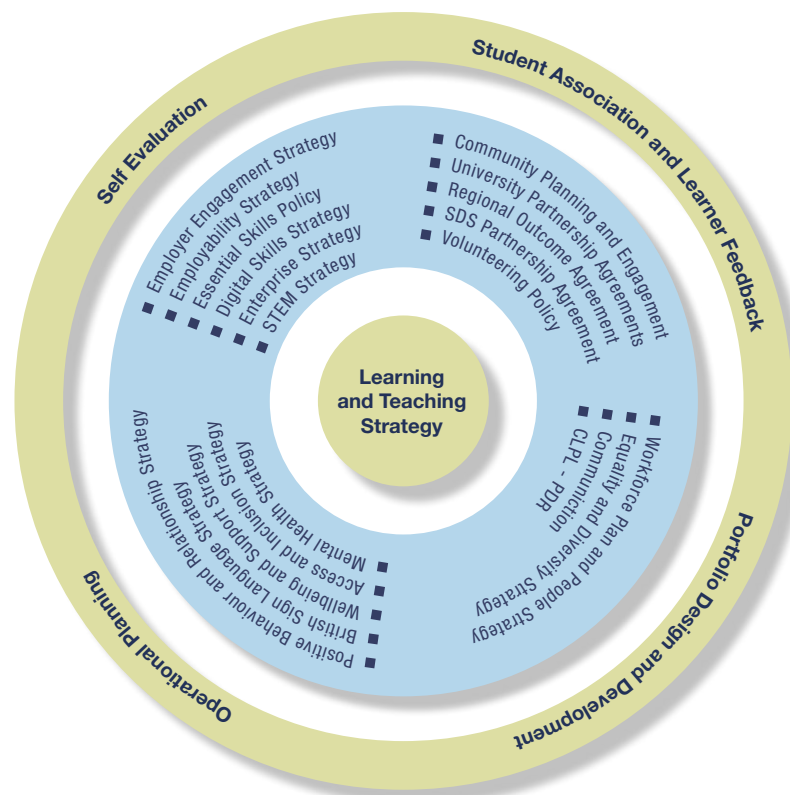 Self Evaluation
Student Association and Learner Feedback
Portfolio Design and Development
Operational Planning
■ Employer Engagement Strategy
■ Employability Strategy
■ Essential Skills Policy
■ Digital Skills Strategy
■ Enterprise Strategy
■ STEM Strategy
■ Community Planning and Engagement
■ University Partnership Agreements
■ Regional Outcome Agreement
■ SDS Partnership Agreement
■ Volunteering Policy
■ Workforce Plan and People Strategy
■ Equality and Diversity Strategy
■ Communiction
■ CLPL - PDR
■ Mental Health Strategy
■ Access and Inclusion Strategy
■ Wellbeing and Support Strategy
■ British Sign Language Strategy
■ Positive Behaviour and Relationship Strategy
Learning
and Teaching
Strategy